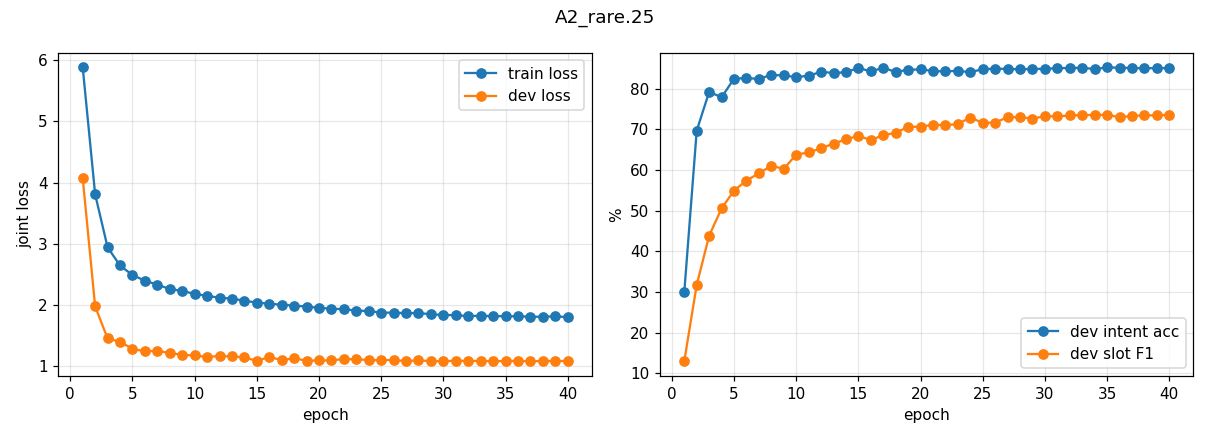 A2_rare.25
6
5
4
3
2
1
joint loss
0 5 10 15 20 25 30 35 40
epoch
train loss
dev loss
80
70
60
50
40
30
20
10
%
0 5 10 15 20 25 30 35 40
epoch
dev intent acc
dev slot F1